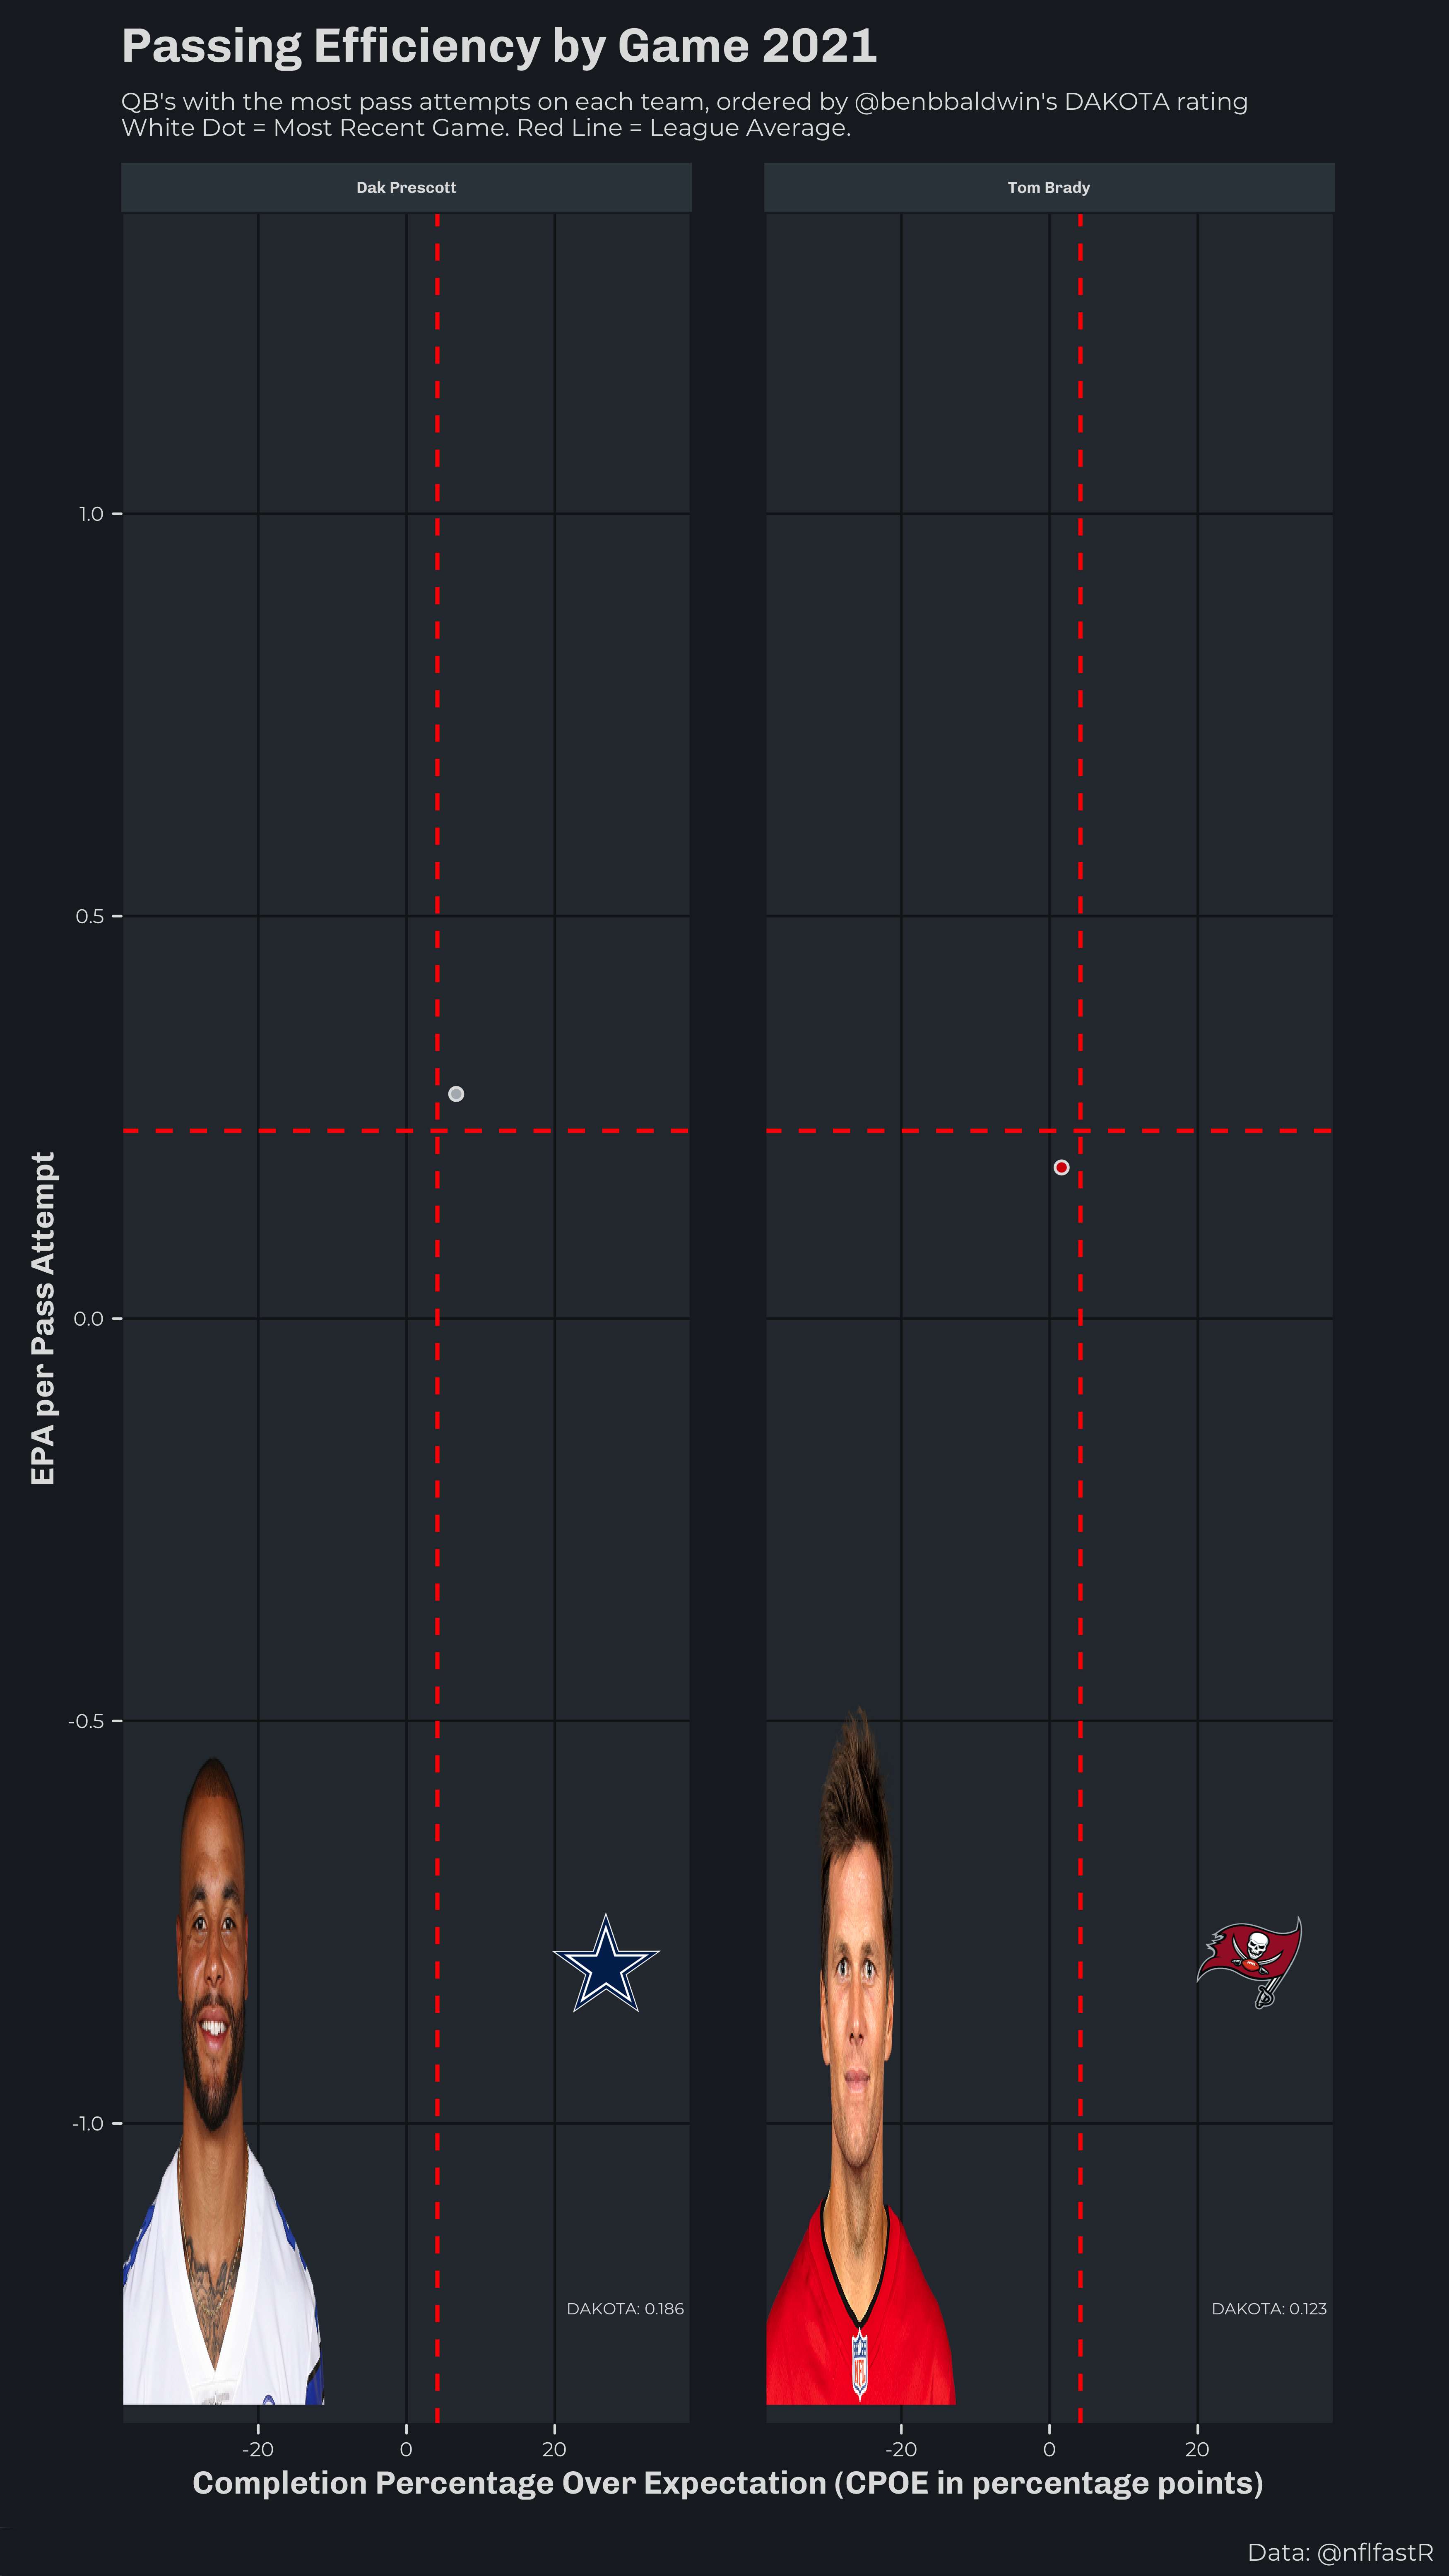 Passing Efficiency by Game 2021
QB's with the most pass attempts on each team, ordered by @benbbaldwin's DAKOTA rating
White Dot = Most Recent Game. Red Line = League Average.
Dak Prescott
Tom Brady
1.0
0.5
0.0
-0.5
-1.0
EPA per Pass Attempt
DAKOTA: 0.186
DAKOTA: 0.123
NFL
-20 0 20
-20 0 20
Completion Percentage Over Expectation (CPOE in percentage points)
Data: @nflfastR